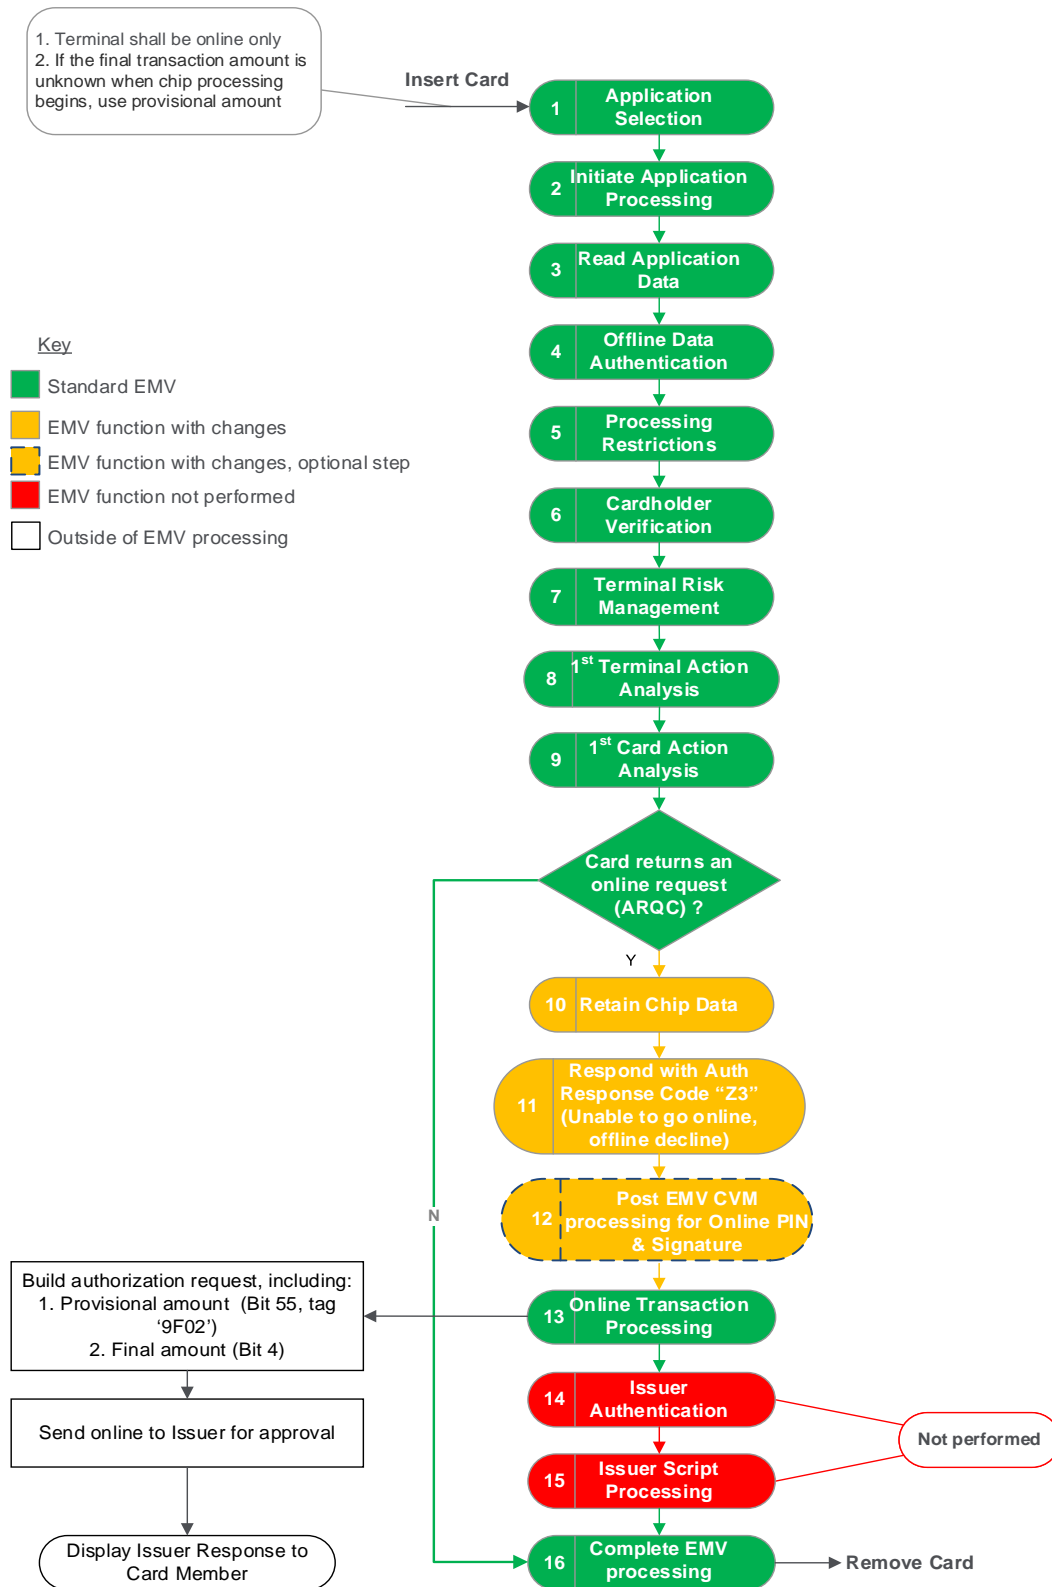 1. Terminal shall be online only
2. If the final transaction amount is
unknown when chip processing
begins, use provisional amount
Insert Card
1
Application
Selection
2
Initiate Application
Processing
3
Read Application
Data
Key
Standard EMV
EMV function with changes
EMV function with changes, optional step
EMV function not performed
Outside of EMV processing
4
Offline Data
Authentication
5
Processing
Restrictions
6
Cardholder
Verification
7
Terminal Risk
Management
8
1st Terminal Action
Analysis
9
1st Card Action
Analysis
Card returns an
online request
(ARQC) ?
Y
10
Retain Chip Data
11
Respond with Auth
Response Code “Z3”
(Unable to go online,
offline decline)
N
12
Post EMV CVM
processing for Online PIN
& Signature
13
Online Transaction
Processing
Build authorization request, including:
1. Provisional amount (Bit 55, tag
‘9F02’)
2. Final amount (Bit 4)
Send online to Issuer for approval
Display Issuer Response to
Card Member
14
Issuer
Authentication
Not performed
15
Issuer Script
Processing
16
Complete EMV
processing
Remove Card